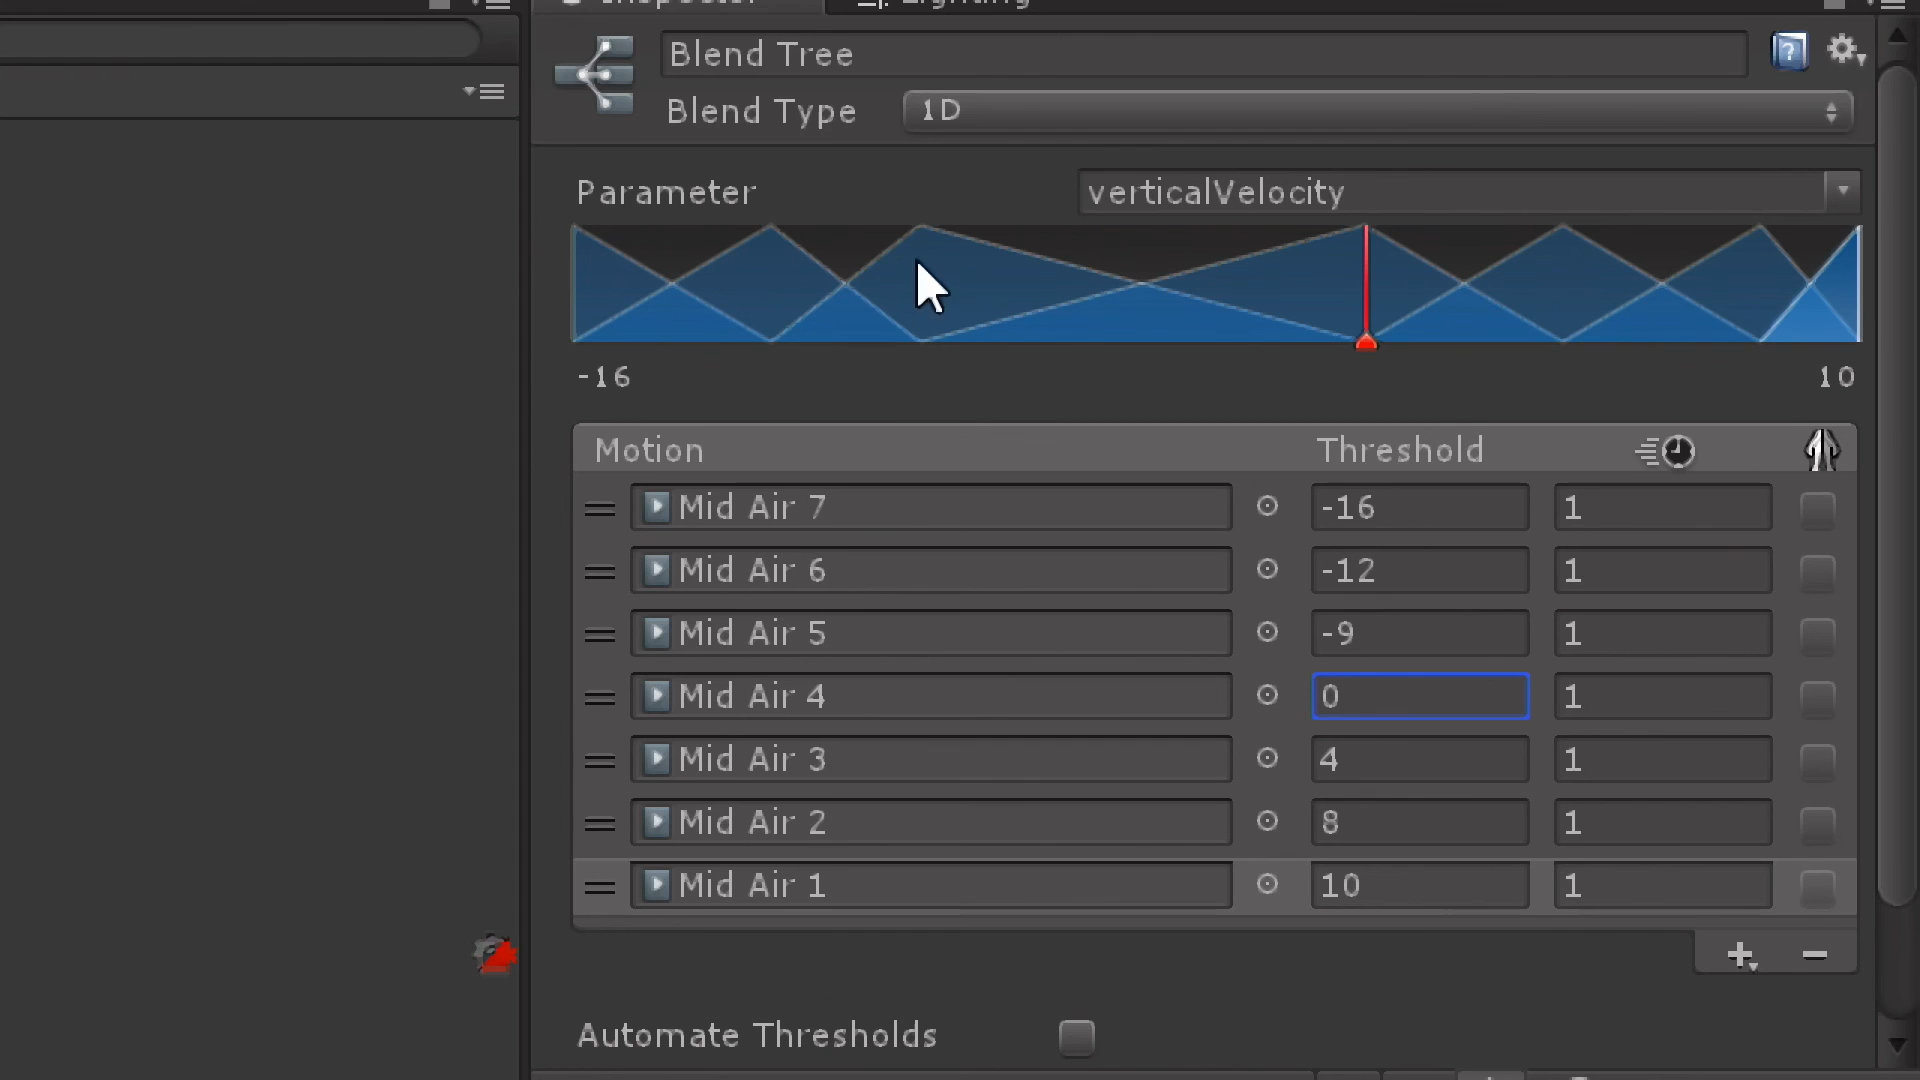 Inspector
Lighting
Blend Tree
Blend Type
1D
Parameter
verticalVelocity
-16
10
Motion
Threshold
Mid Air 7
-16
1
Mid Air 6
-12
1
Mid Air 5
-9
1
Mid Air 4
0
1
Mid Air 3
4
1
Mid Air 2
8
1
Mid Air 1
10
1
Automate Thresholds